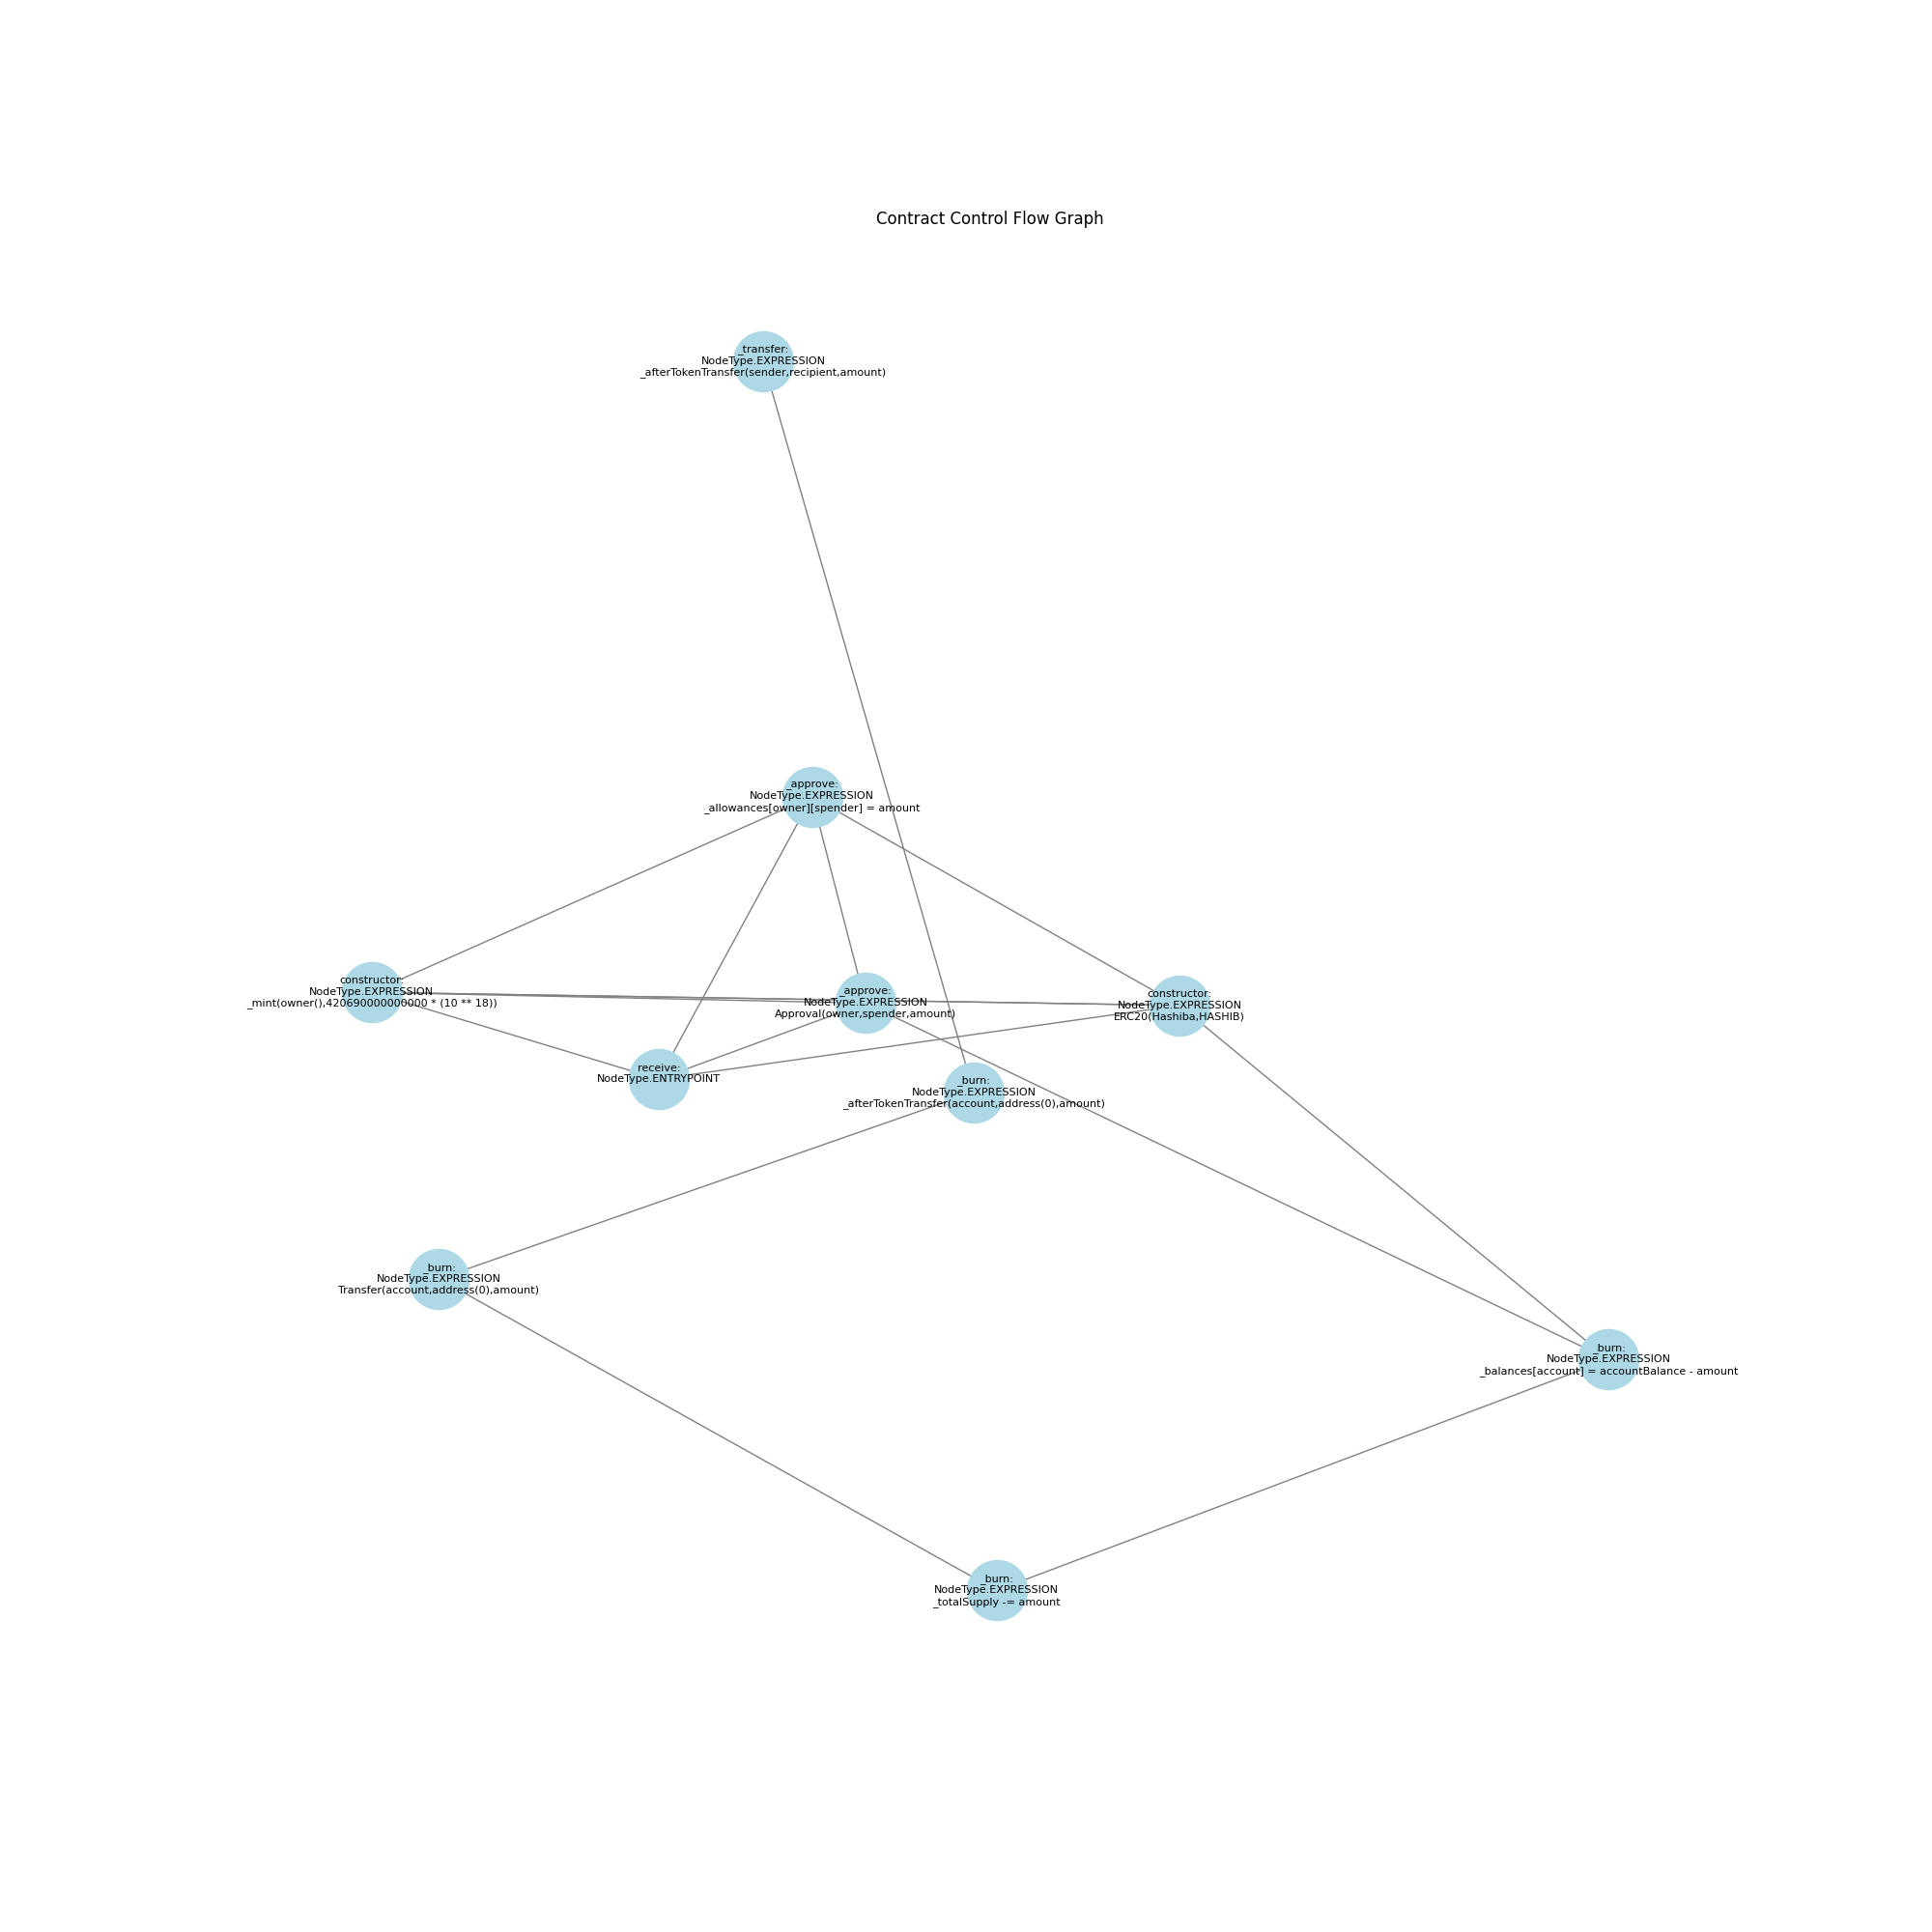 Contract Control Flow Graph
_transfer:
NodeType.EXPRESSION
_afterTokenTransfer(sender,recipient,amount)
_approve:
NodeType.EXPRESSION
_allowances[owner][spender] = amount
constructor:
NodeType.EXPRESSION
_mint(owner(),420690000000000 * (10 ** 18))
_approve:
NodeType.EXPRESSION
Approval(owner,spender,amount)
constructor:
NodeType.EXPRESSION
ERC20(Hashiba,HASHIB)
receive:
NodeType.ENTRYPOINT
_burn:
NodeType.EXPRESSION
_afterTokenTransfer(account,address(0),amount)
_burn:
NodeType.EXPRESSION
Transfer(account,address(0),amount)
_burn:
NodeType.EXPRESSION
_balances[account] = accountBalance - amount
_burn:
NodeType.EXPRESSION
_totalSupply -= amount